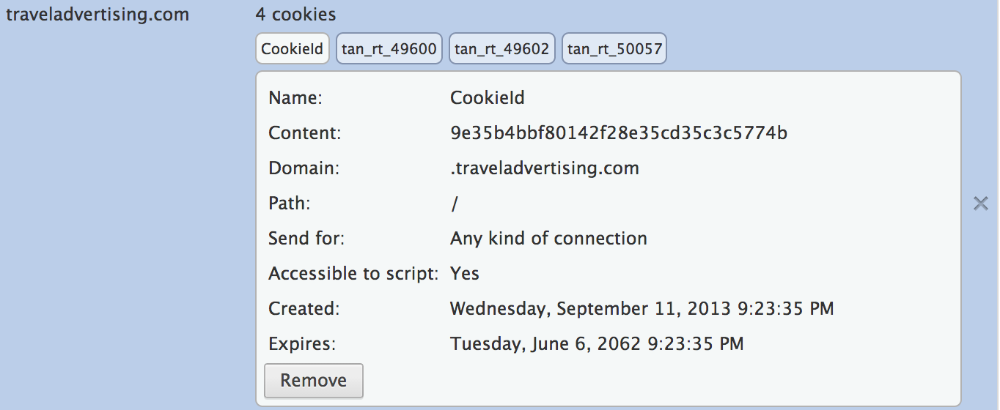 traveladvertising.com 4 cookies
CookieId tan_rt_49600 tan_rt_49602 tan_rt_50057
Name: CookieId
Content: 9e35b4bbf80142f28e35cd35c3c5774b
Domain: .traveladvertising.com
Path: /
Send for: Any kind of connection
Accessible to script: Yes
Created: Wednesday, September 11, 2013 9:23:35 PM
Expires: Tuesday, June 6, 2062 9:23:35 PM
Remove